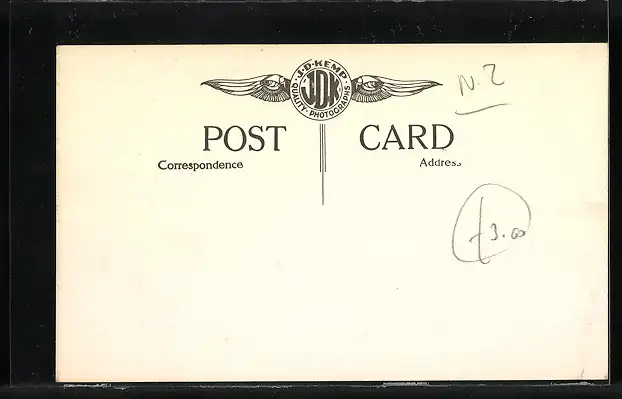 J·D·KEMP
JDK
QUALITY · PHOTOGRAPHS
N.Z
POST CARD
Correspondence
Address
£3.00